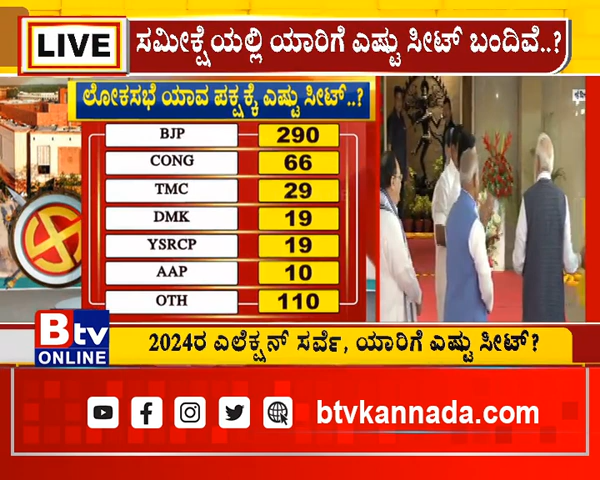 LIVE
ಸಮೀಕ್ಷೆಯಲ್ಲಿ ಯಾರಿಗೆ ಎಷ್ಟು ಸೀಟ್ ಬಂದಿವೆ..?
ಲೋಕಸಭೆ ಯಾವ ಪಕ್ಷಕ್ಕೆ ಎಷ್ಟು ಸೀಟ್..?
BJP 290
CONG 66
TMC 29
DMK 19
YSRCP 19
AAP 10
OTH 110
Btv
ONLINE
2024ರ ಎಲೆಕ್ಷನ್ ಸರ್ವೆ, ಯಾರಿಗೆ ಎಷ್ಟು ಸೀಟ್?
btvkannada.com